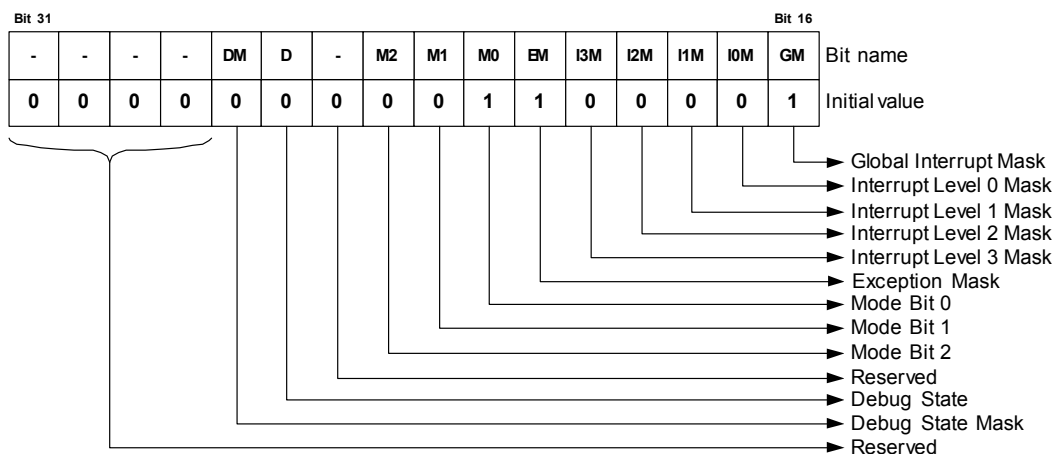 Bit 31 Bit 16
- - - - DM D - M2 M1 M0 EM I3M I2M I1M I0M GM Bit name
0 0 0 0 0 0 0 0 0 1 1 0 0 0 0 1 Initial value
Global Interrupt Mask
Interrupt Level 0 Mask
Interrupt Level 1 Mask
Interrupt Level 2 Mask
Interrupt Level 3 Mask
Exception Mask
Mode Bit 0
Mode Bit 1
Mode Bit 2
Reserved
Debug State
Debug State Mask
Reserved